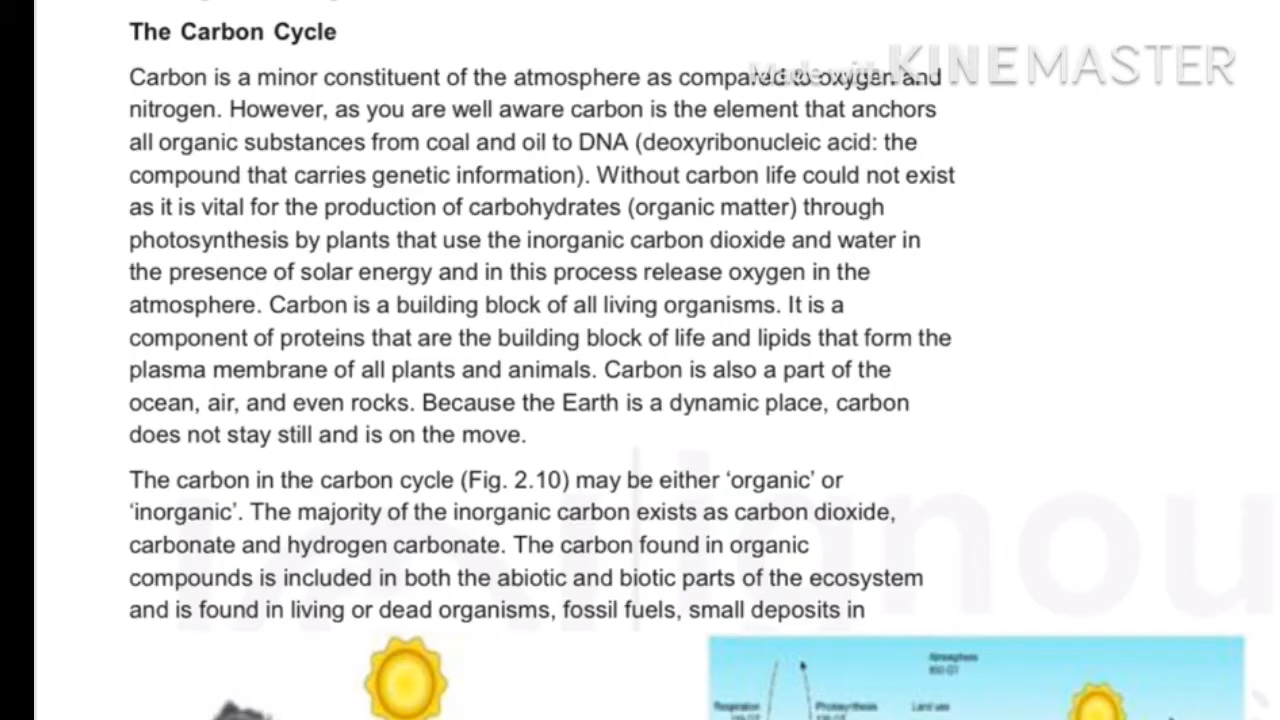 The Carbon Cycle
Made with KINEMASTER
Carbon is a minor constituent of the atmosphere as compared to oxygen and
nitrogen. However, as you are well aware carbon is the element that anchors
all organic substances from coal and oil to DNA (deoxyribonucleic acid: the
compound that carries genetic information). Without carbon life could not exist
as it is vital for the production of carbohydrates (organic matter) through
photosynthesis by plants that use the inorganic carbon dioxide and water in
the presence of solar energy and in this process release oxygen in the
atmosphere. Carbon is a building block of all living organisms. It is a
component of proteins that are the building block of life and lipids that form the
plasma membrane of all plants and animals. Carbon is also a part of the
ocean, air, and even rocks. Because the Earth is a dynamic place, carbon
does not stay still and is on the move.
The carbon in the carbon cycle (Fig. 2.10) may be either ‘organic’ or
‘inorganic’. The majority of the inorganic carbon exists as carbon dioxide,
carbonate and hydrogen carbonate. The carbon found in organic
compounds is included in both the abiotic and biotic parts of the ecosystem
and is found in living or dead organisms, fossil fuels, small deposits in
ignou
Atmosphere
Respiration
Photosynthesis
Land use